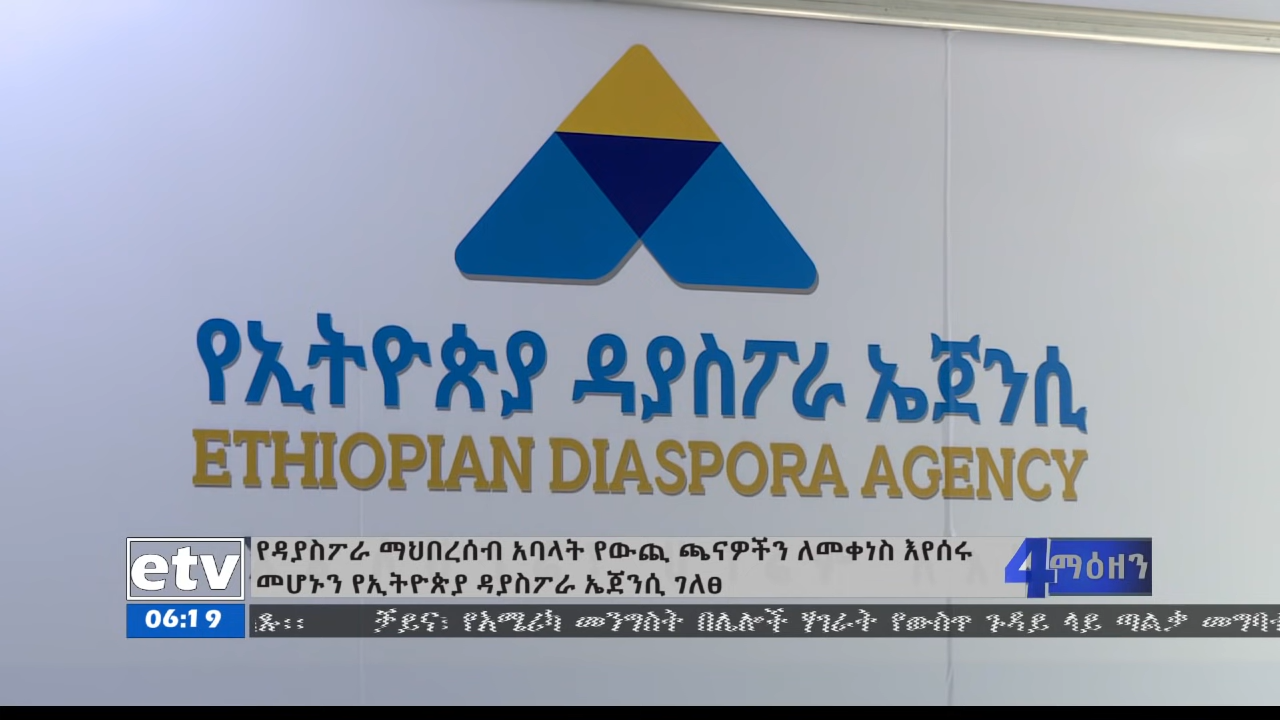 የኢትዮጵያ ዳያስፖራ ኤጀንሲ
ETHIOPIAN DIASPORA AGENCY
etv
የዳያስፖራ ማህበረሰብ አባላት የውጪ ጫናዎችን ለመቀነስ እየሰሩ
መሆኑን የኢትዮጵያ ዳያስፖራ ኤጀንሲ ገለፀ
4 ማዕዘን
06:19
ቻይና፡ የአሜሪካ መንግስት በሌሎች ሃገራት የውስጥ ጉዳይ ላይ ጣልቃ